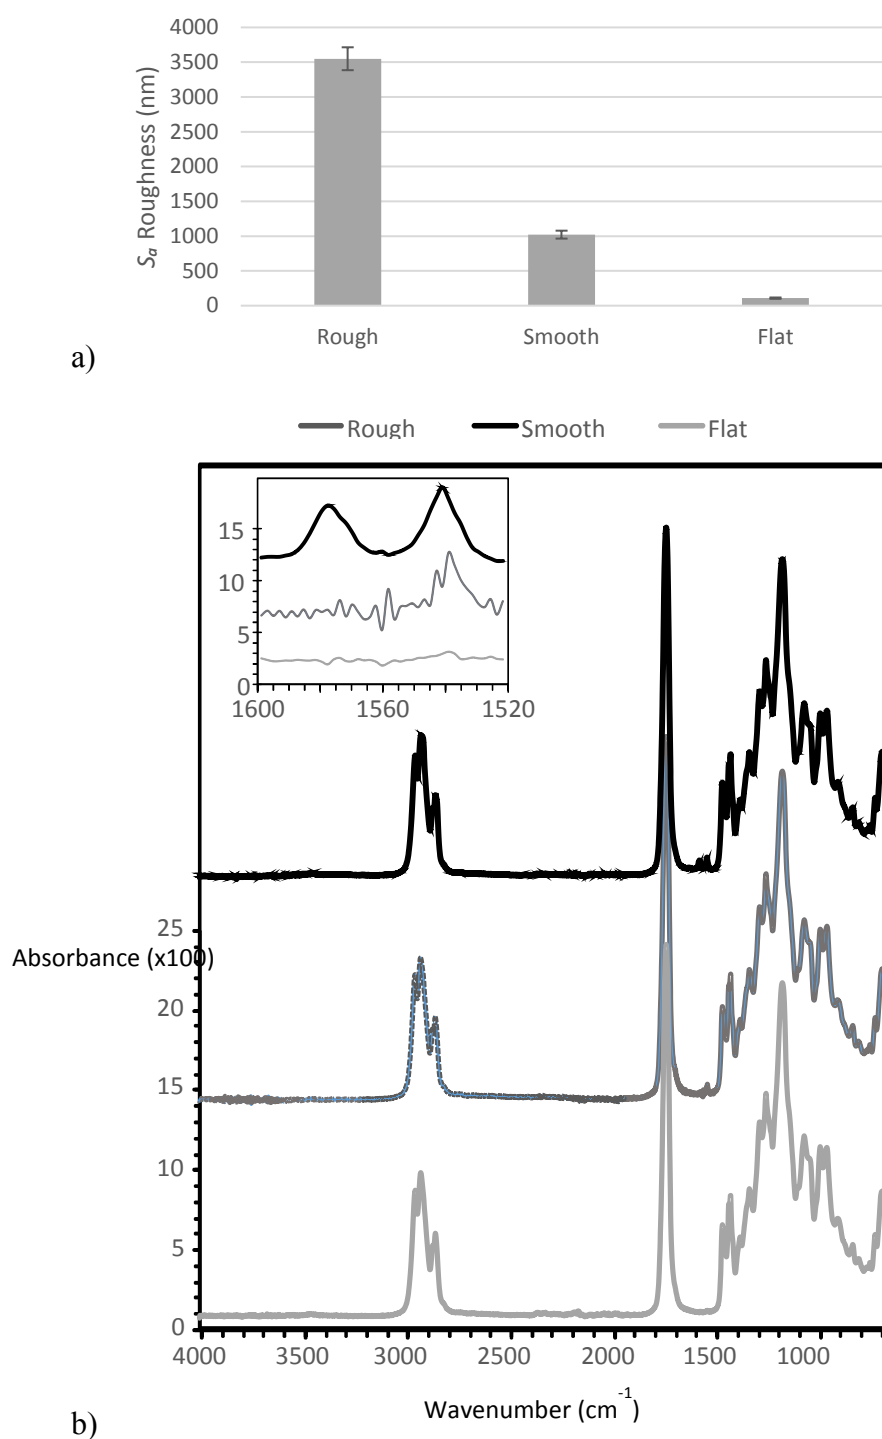 4000
3500
3000
2500
2000
1500
1000
500
0
Sa Roughness (nm)
Rough Smooth Flat
a)
Rough Smooth Flat
15
10
5
0
1600 1560 1520
25
20
15
10
5
0
Absorbance (x100)
4000 3500 3000 2500 2000 1500 1000
Wavenumber (cm-1)
b)